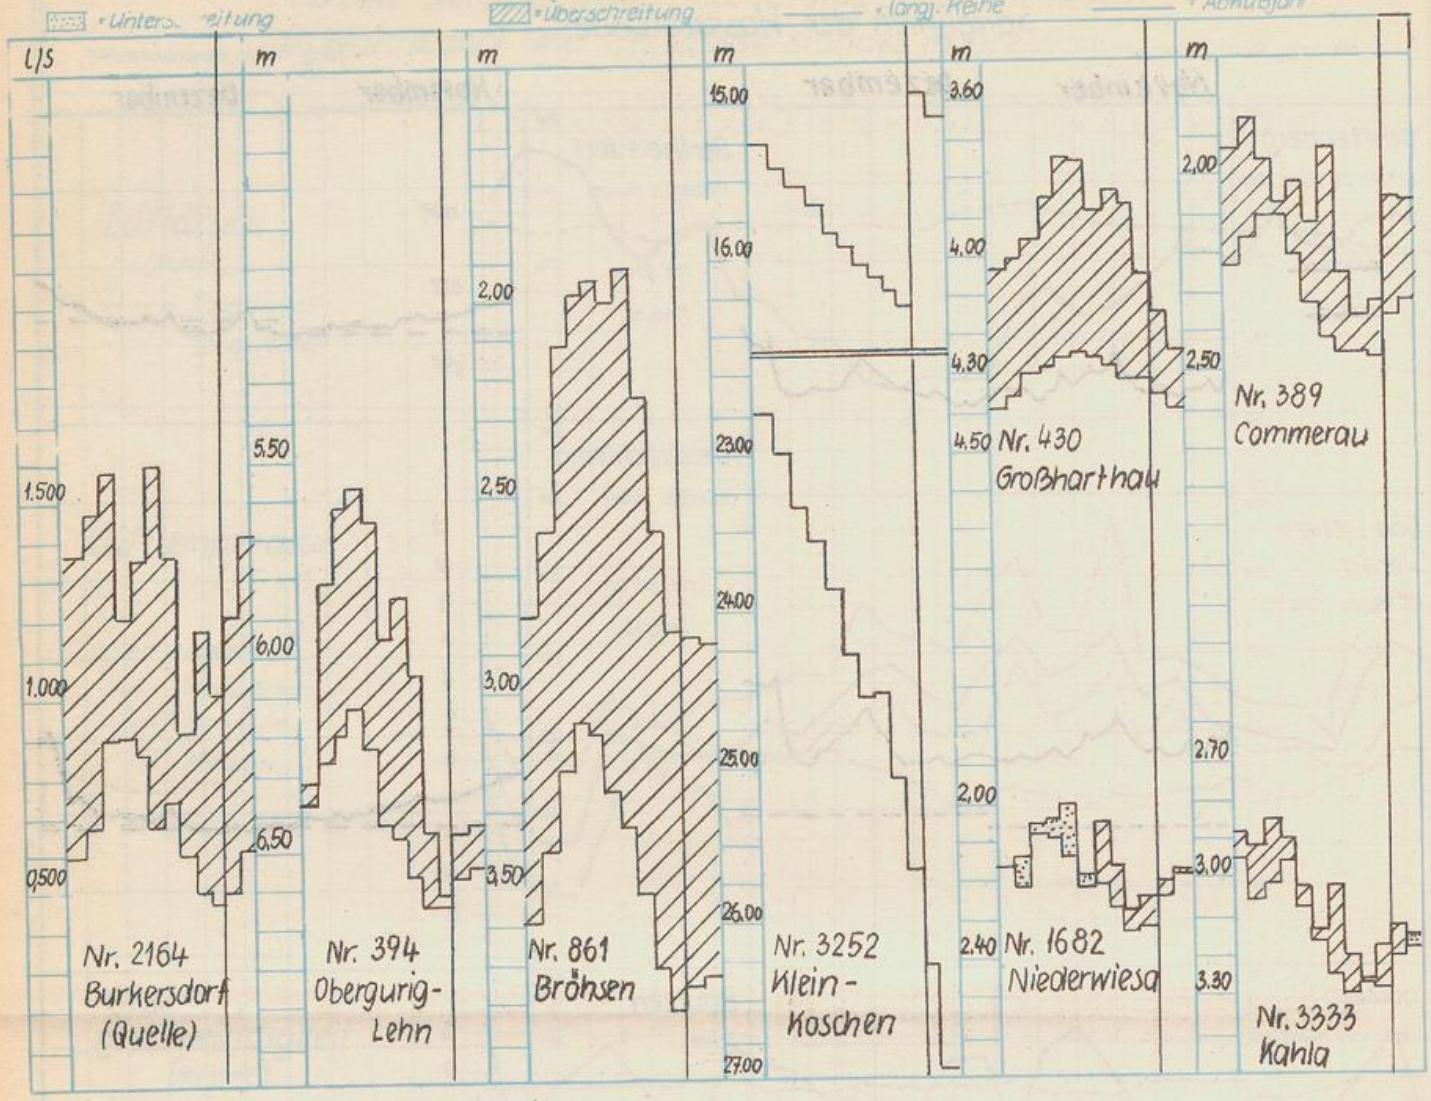 = Überschreitung
= langj. Reihe
= Abflußjahr
l/s
m
m
m
m
m
1.500
1.000
0,500
Nr. 2164
Burkersdorf
(Quelle)
5.50
6,00
6,50
Nr. 394
Obergurig-
Lehn
2,00
2,50
3,00
3,50
Nr. 861
Bröhsen
15.00
16.00
23.00
24.00
25.00
26.00
27.00
Nr. 3252
Klein-
Koschen
3.60
4.00
4.30
4.50
Nr. 430
Großharthau
2,00
2.40
Nr. 1682
Niederwiesa
2,00
2,50
Nr. 389
Commerau
2.70
3.00
3.30
Nr. 3333
Kahla